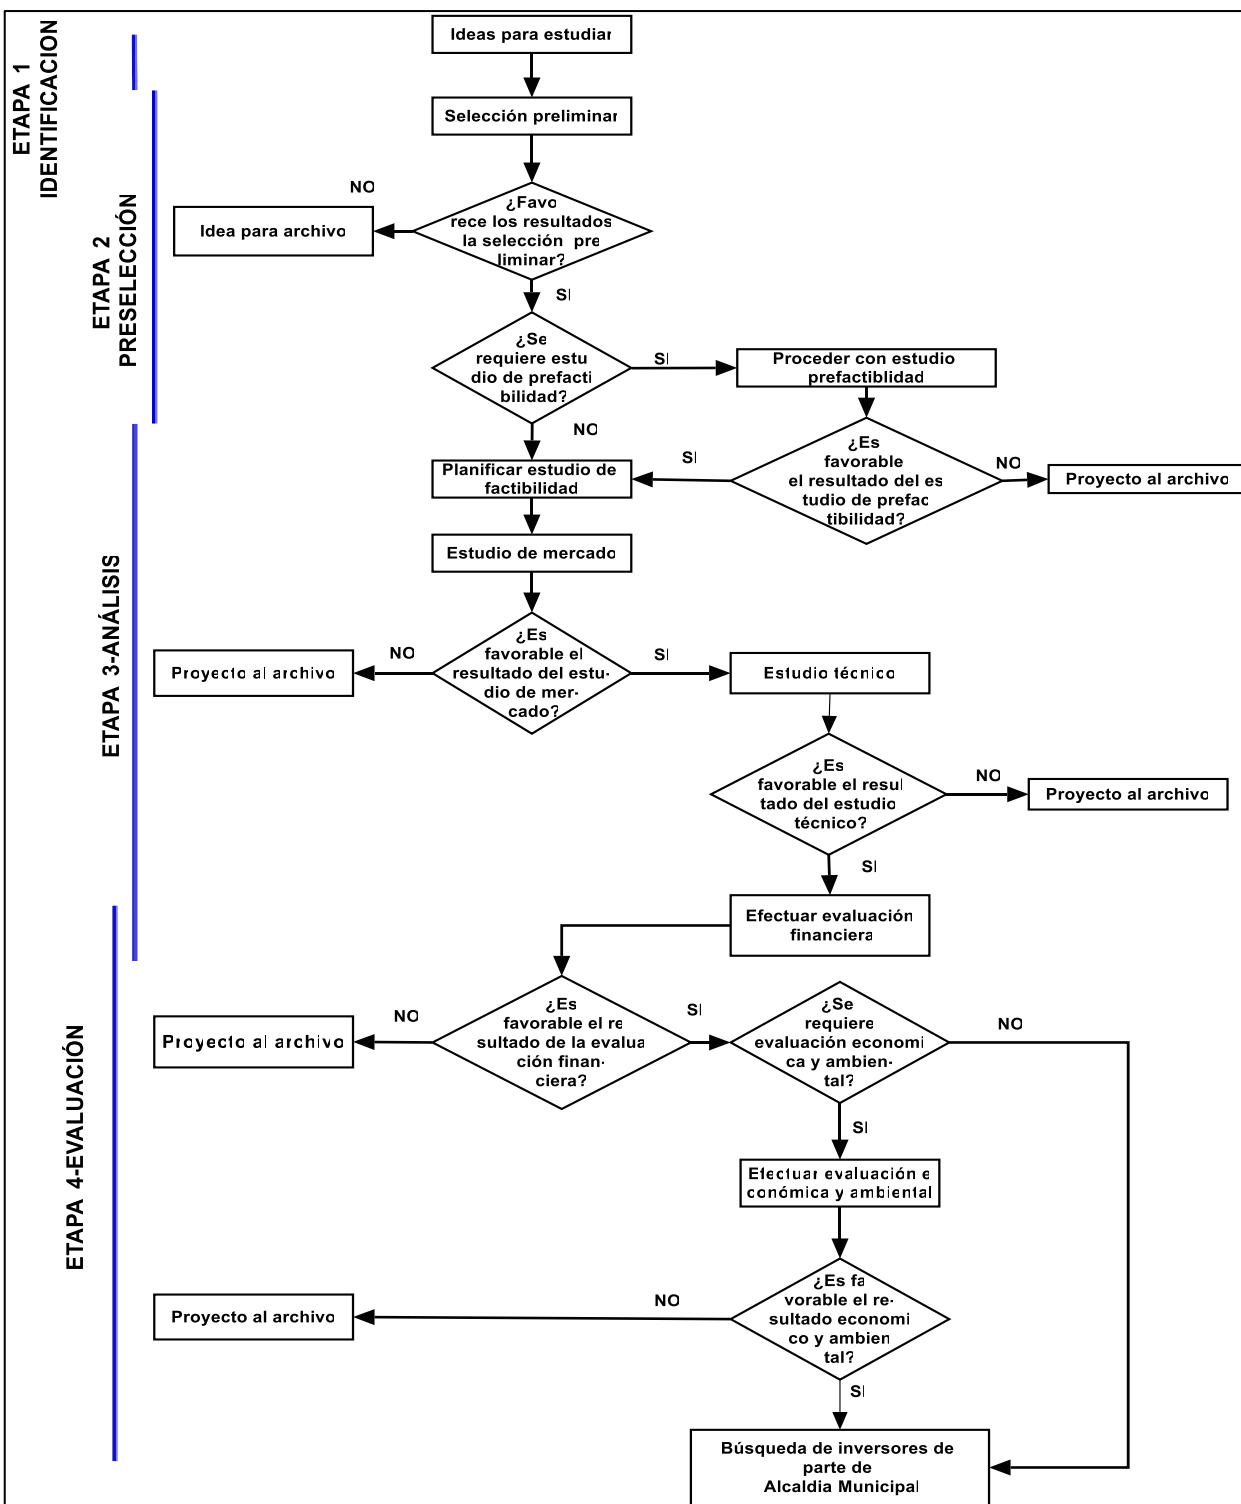 ETAPA 1
IDENTIFICACION
Ideas para estudiar
Selección preliminar
ETAPA 2
PRESELECCIÓN
NO
Idea para archivo
¿Favo
rece los resultados
la selección pre
liminar?
SI
¿Se
requiere estu
dio de prefacti
bilidad?
SI
Proceder con estudio
prefactiblidad
NO
¿Es
favorable
el resultado del es
tudio de prefac
tibilidad?
SI
NO
Proyecto al archivo
Planificar estudio de
factibilidad
ETAPA 3-ANÁLISIS
Estudio de mercado
¿Es
favorable el
resultado del estu-
dio de mer-
cado?
NO
Proyecto al archivo
SI
Estudio técnico
¿Es
favorable el resul
tado del estudio
técnico?
NO
Proyecto al archivo
SI
Efectuar evaluación
financiera
ETAPA 4-EVALUACIÓN
¿Es
favorable el re
sultado de la evalua
ción finan-
ciera?
NO
Proyecto al archivo
SI
¿Se
requiere
evaluación economi
ca y ambien-
tal?
NO
SI
Efectuar evaluación e
conómica y ambiental
¿Es fa
vorable el re-
sultado economi
co y ambien
tal?
NO
Proyecto al archivo
SI
Búsqueda de inversores de
parte de
Alcaldia Municipal